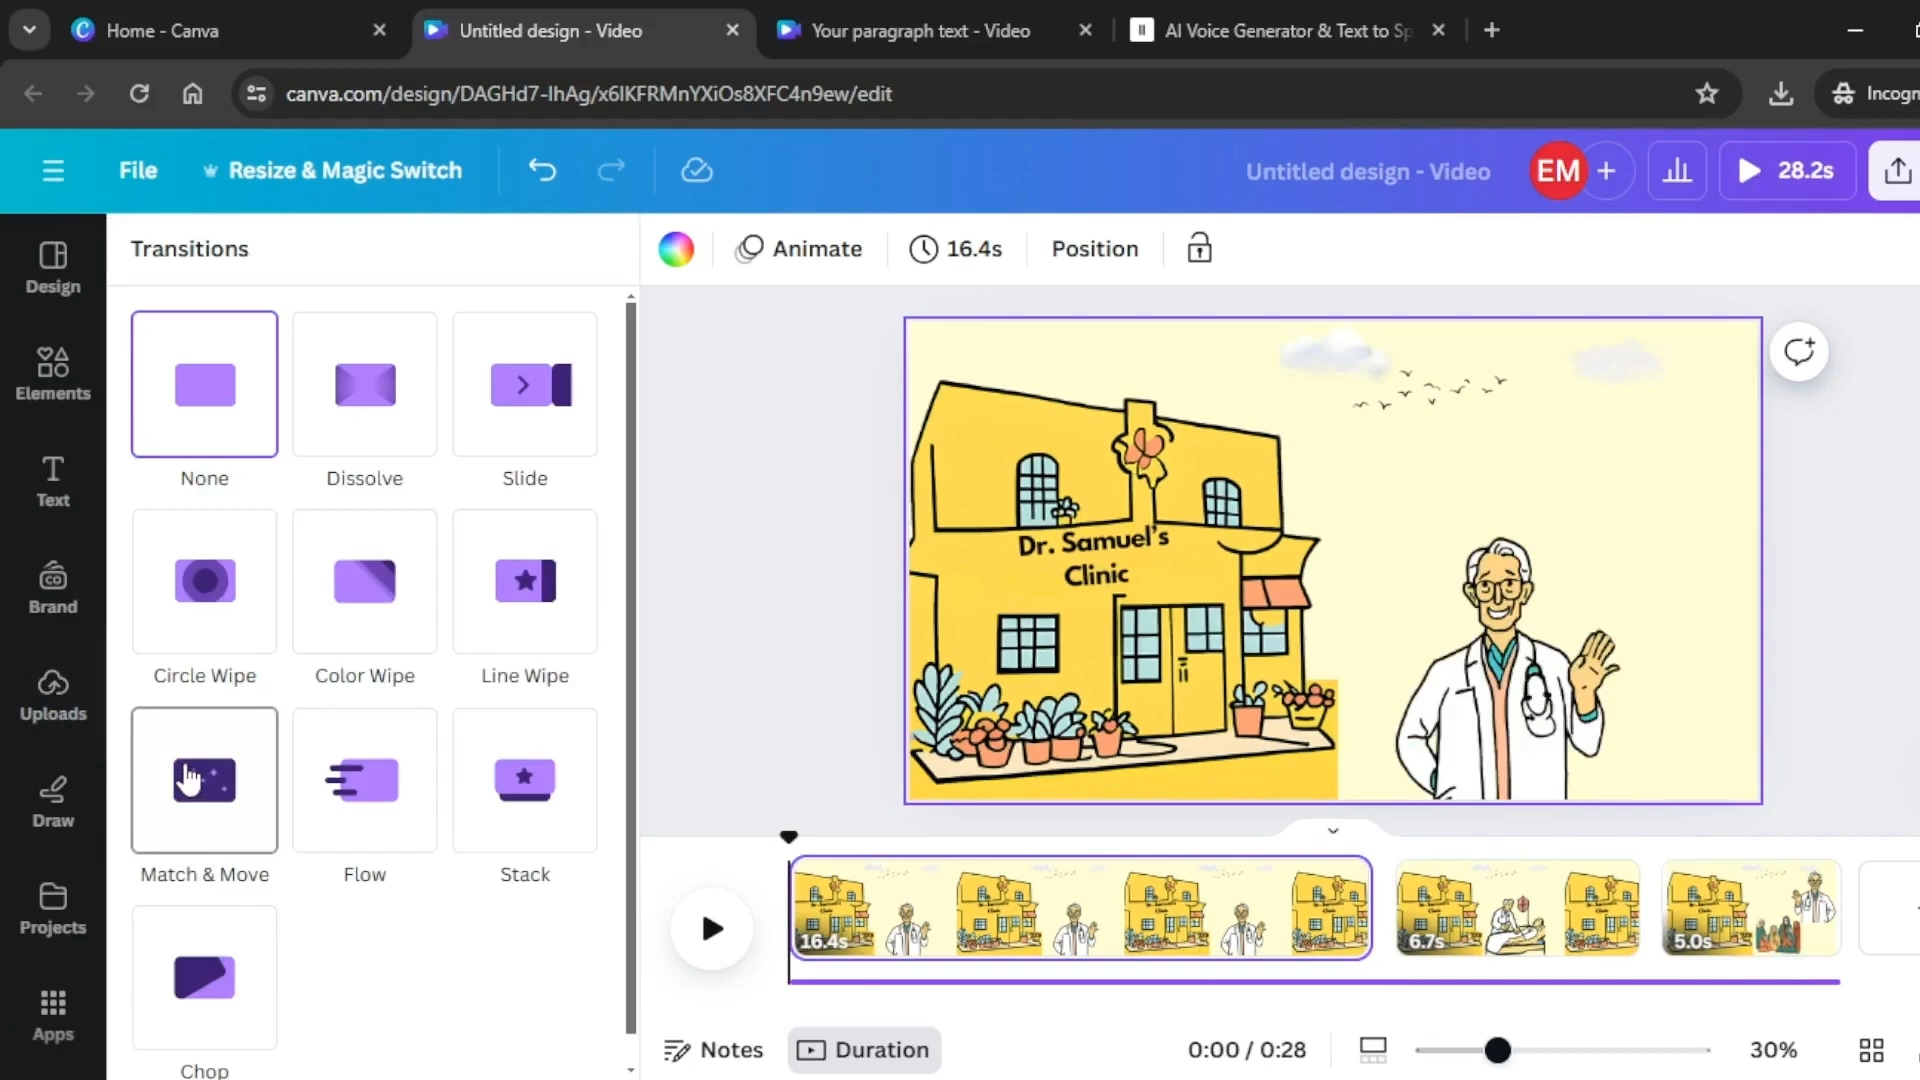 Home - Canva
Untitled design - Video
Your paragraph text - Video
AI Voice Generator & Text to Sp
canva.com/design/DAGHd7-IhAg/x6IKFRMnYXiOs8XFC4n9ew/edit
Incogn
File
Resize & Magic Switch
Untitled design - Video
EM
28.2s
Design
Elements
Text
Brand
Uploads
Draw
Projects
Apps
Transitions
None
Dissolve
Slide
Circle Wipe
Color Wipe
Line Wipe
Match & Move
Flow
Stack
Chop
Animate
16.4s
Position
Dr. Samuel's
Clinic
16.4s
6.7s
5.0s
Notes
Duration
0:00 / 0:28
30%